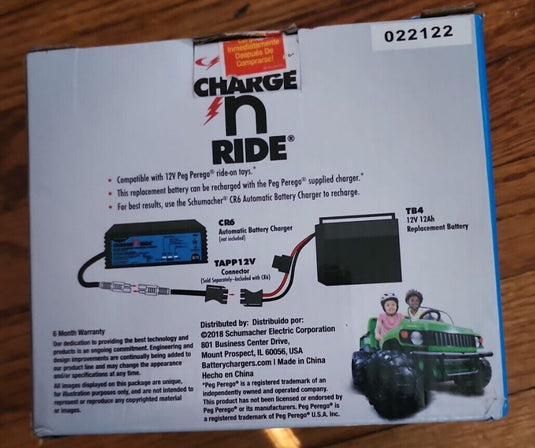 022122
Inmediatamente
Después De
Comprarse!
CHARGE
'n
RIDE®
• Compatible with 12V Peg Perego® ride-on toys.*
• This replacement battery can be recharged with the Peg Perego® supplied charger.*
• For best results, use the Schumacher® CR6 Automatic Battery Charger to recharge.
CR6
Automatic Battery Charger
(not included)
TB4
12V 12Ah
Replacement Battery
TAPP12V
Connector
(Sold Separately-included with CR6)
6 Month Warranty
Our dedication to providing the best technology and
products is an ongoing commitment. Engineering and
design improvements are continually being added to
our product line and may change the appearance
and/or specifications at any time.
All images displayed on this package are unique,
for illustration purposes only, and are not intended to
represent or reproduce any copyrighted material
or images.
Distributed by: Distribuido por:
©2018 Schumacher Electric Corporation
801 Business Center Drive,
Mount Prospect, IL 60056, USA
Batterychargers.com | Made in China
Hecho en China
*Peg Perego® is a registered trademark of an
independently owned and operated company.
This product has not been licensed or endorsed by
Peg Perego® or its manufacturers. Peg Perego® is
a registered trademark of Peg Perego® U.S.A. Inc.